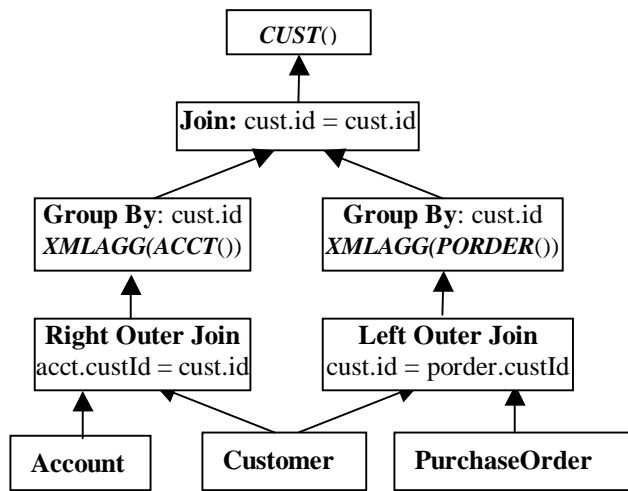 CUST()
Join: cust.id = cust.id
Group By: cust.id
XMLAGG(ACCT())
Group By: cust.id
XMLAGG(PORDER())
Right Outer Join
acct.custId = cust.id
Left Outer Join
cust.id = porder.custId
Account
Customer
PurchaseOrder